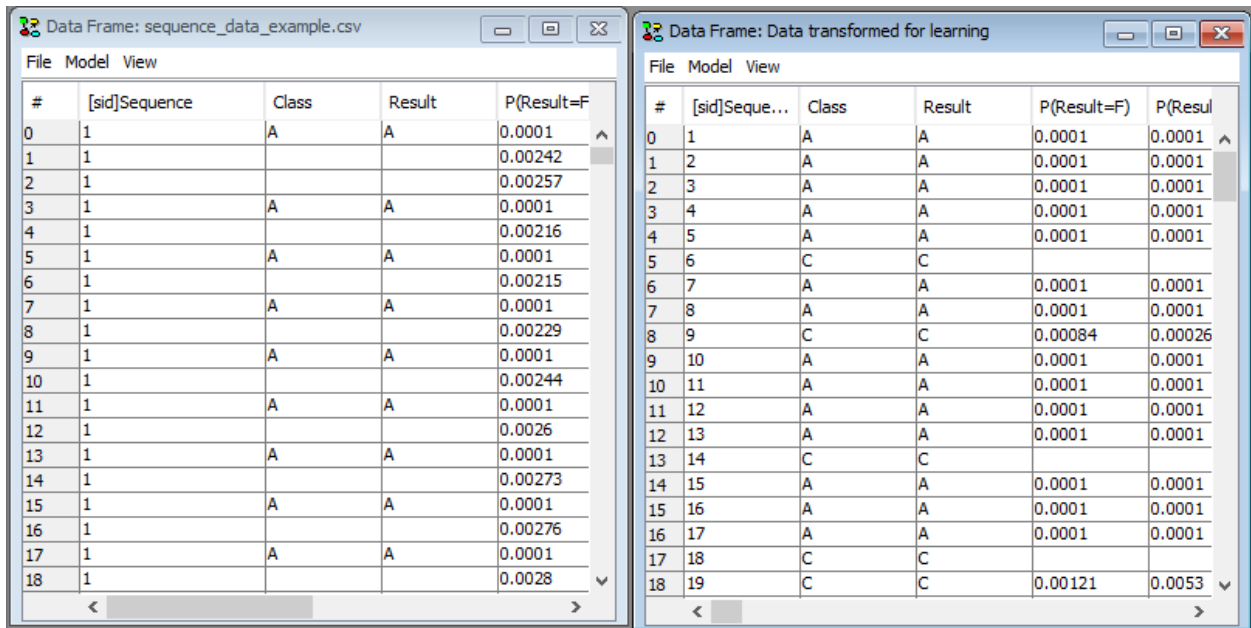 Data Frame: sequence_data_example.csv
File Model View
# [sid]Sequence Class Result P(Result=F
0 1 A A 0.0001
1 1 0.00242
2 1 0.00257
3 1 A A 0.0001
4 1 0.00216
5 1 A A 0.0001
6 1 0.00215
7 1 A A 0.0001
8 1 0.00229
9 1 A A 0.0001
10 1 0.00244
11 1 A A 0.0001
12 1 0.0026
13 1 A A 0.0001
14 1 0.00273
15 1 A A 0.0001
16 1 0.00276
17 1 A A 0.0001
18 1 0.0028
Data Frame: Data transformed for learning
File Model View
# [sid]Seque... Class Result P(Result=F) P(Resul
0 1 A A 0.0001 0.0001
1 2 A A 0.0001 0.0001
2 3 A A 0.0001 0.0001
3 4 A A 0.0001 0.0001
4 5 A A 0.0001 0.0001
5 6 C C
6 7 A A 0.0001 0.0001
7 8 A A 0.0001 0.0001
8 9 C C 0.00084 0.00026
9 10 A A 0.0001 0.0001
10 11 A A 0.0001 0.0001
11 12 A A 0.0001 0.0001
12 13 A A 0.0001 0.0001
13 14 C C
14 15 A A 0.0001 0.0001
15 16 A A 0.0001 0.0001
16 17 A A 0.0001 0.0001
17 18 C C
18 19 C C 0.00121 0.0053